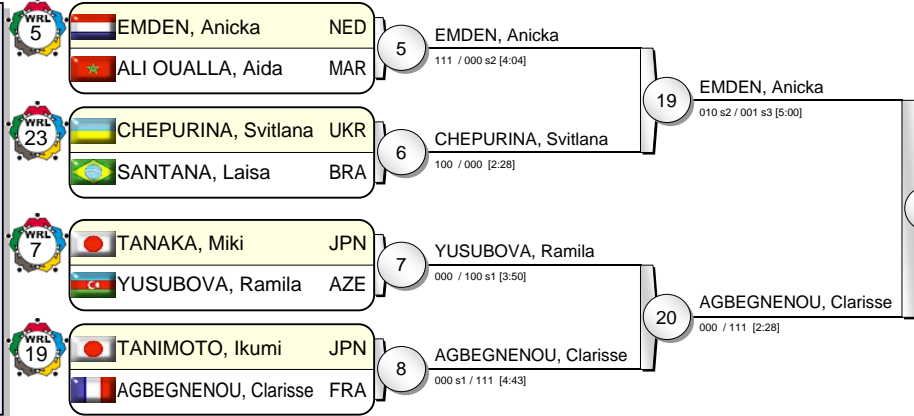 WRL
5
EMDEN, Anicka NED
ALI OUALLA, Aida MAR
5
EMDEN, Anicka
111 / 000 s2 [4:04]
WRL
23
CHEPURINA, Svitlana UKR
SANTANA, Laisa BRA
6
CHEPURINA, Svitlana
100 / 000 [2:28]
19
EMDEN, Anicka
010 s2 / 001 s3 [5:00]
WRL
7
TANAKA, Miki JPN
YUSUBOVA, Ramila AZE
7
YUSUBOVA, Ramila
000 / 100 s1 [3:50]
WRL
19
TANIMOTO, Ikumi JPN
AGBEGNENOU, Clarisse FRA
8
AGBEGNENOU, Clarisse
000 s1 / 111 [4:43]
20
AGBEGNENOU, Clarisse
000 / 111 [2:28]